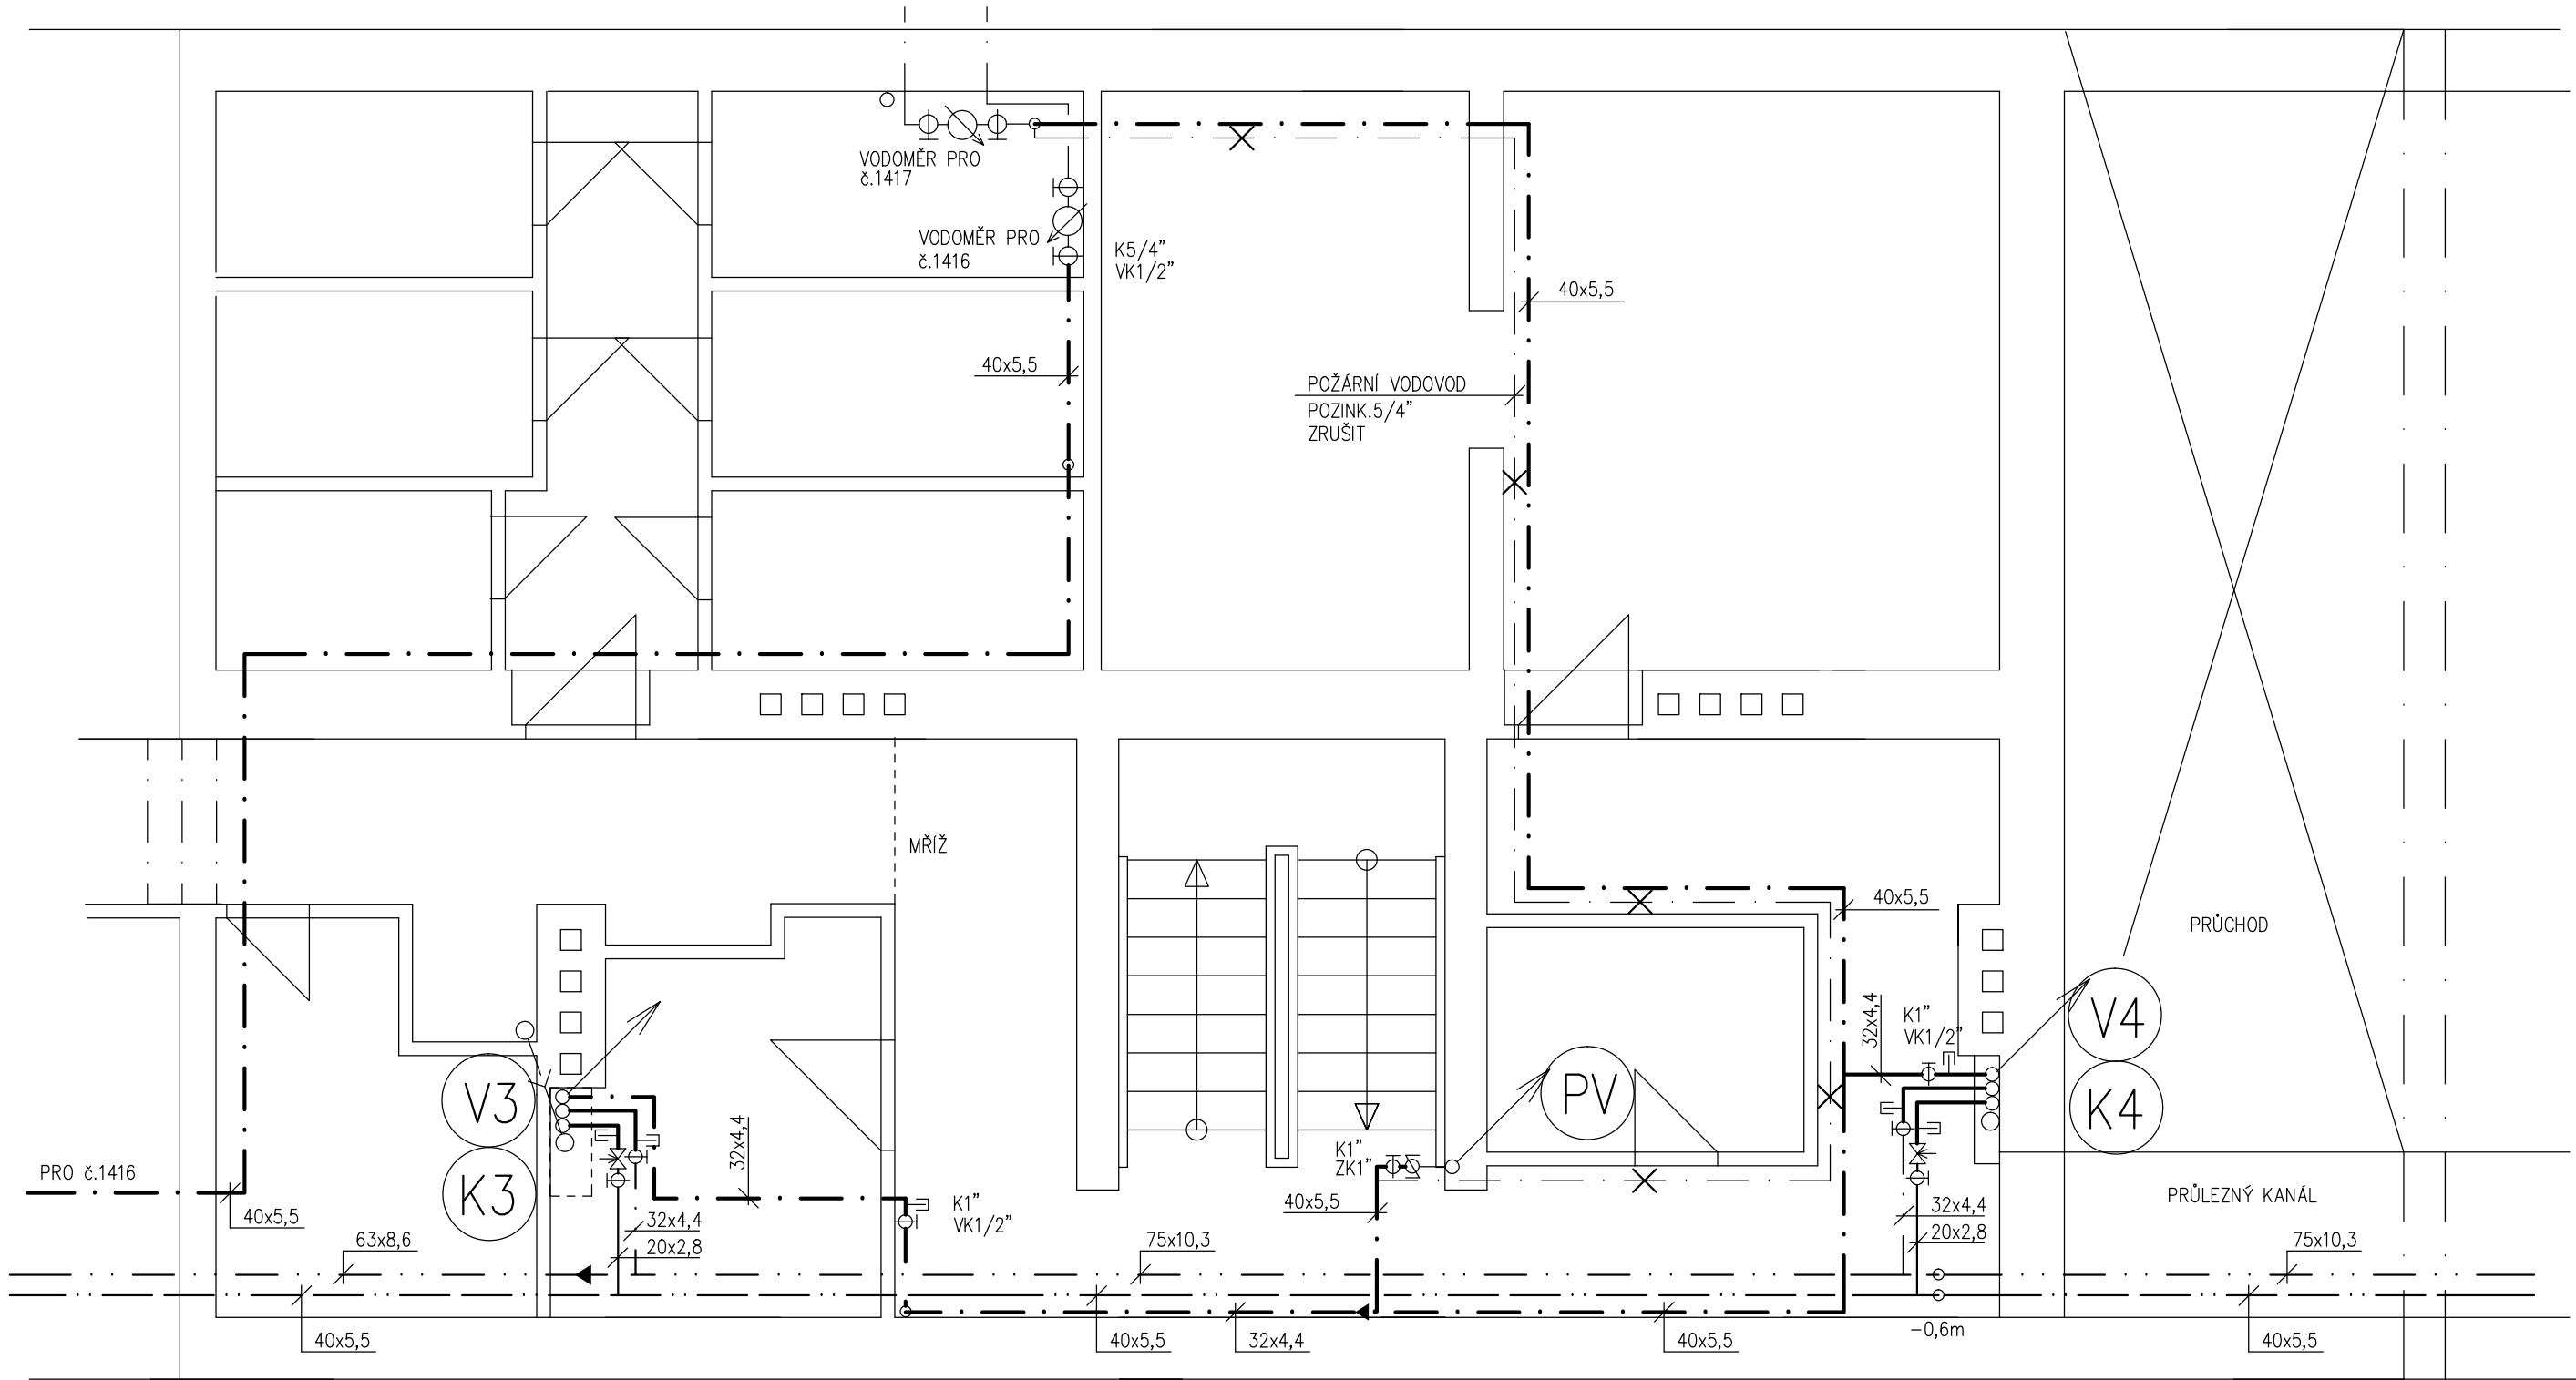 VODOMĚR PRO
č.1417
VODOMĚR PRO
č.1416
K5/4"
VK1/2"
40x5,5
40x5,5
POŽÁRNÍ VODOVOD
POZINK.5/4"
ZRUŠIT
MŘÍŽ
40x5,5
PRŮCHOD
32x4,4
K1"
VK1/2"
V4
K4
V3
K3
PV
32x4,4
K1"
ZK1"
PRO č.1416
40x5,5
K1"
VK1/2"
40x5,5
PRŮLEZNÝ KANÁL
32x4,4
20x2,8
32x4,4
20x2,8
63x8,6
75x10,3
75x10,3
-0,6m
40x5,5
40x5,5
32x4,4
40x5,5
40x5,5